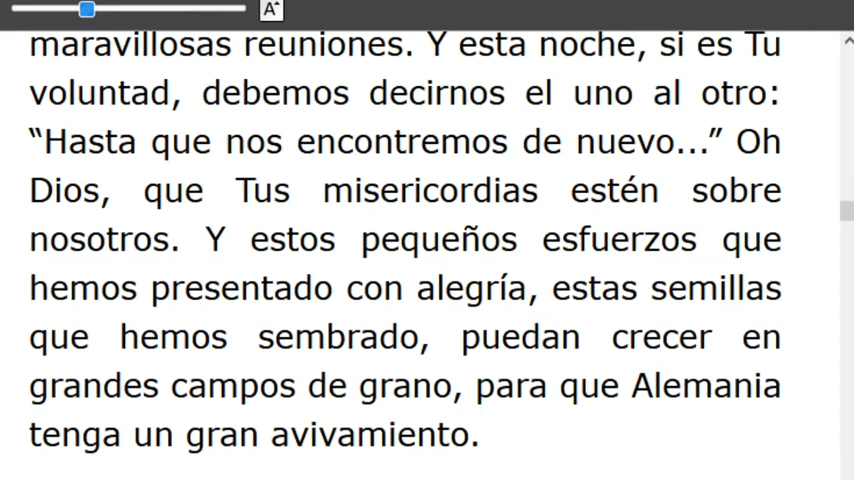 A
maravillosas reuniones. Y esta noche, si es Tu
voluntad, debemos decirnos el uno al otro:
“Hasta que nos encontremos de nuevo...” Oh
Dios, que Tus misericordias estén sobre
nosotros. Y estos pequeños esfuerzos que
hemos presentado con alegría, estas semillas
que hemos sembrado, puedan crecer en
grandes campos de grano, para que Alemania
tenga un gran avivamiento.